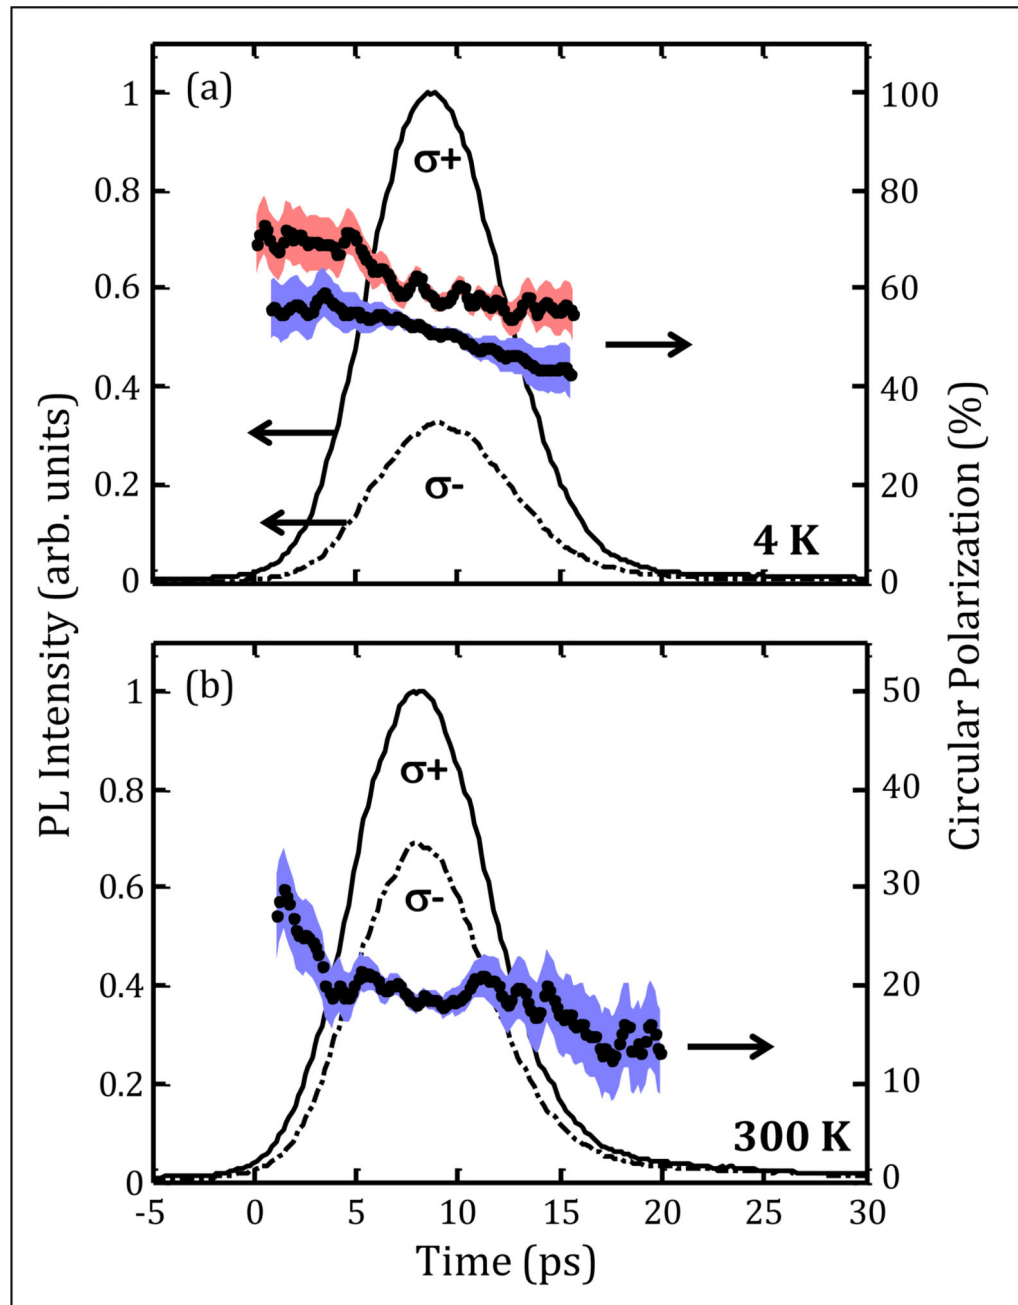 (a)
σ+
σ-
4 K
1
0.8
0.6
0.4
0.2
0
100
80
60
40
20
0
PL Intensity (arb. units)
Circular Polarization (%)
(b)
σ+
σ-
300 K
1
0.8
0.6
0.4
0.2
0
50
40
30
20
10
0
-5 0 5 10 15 20 25 30
Time (ps)